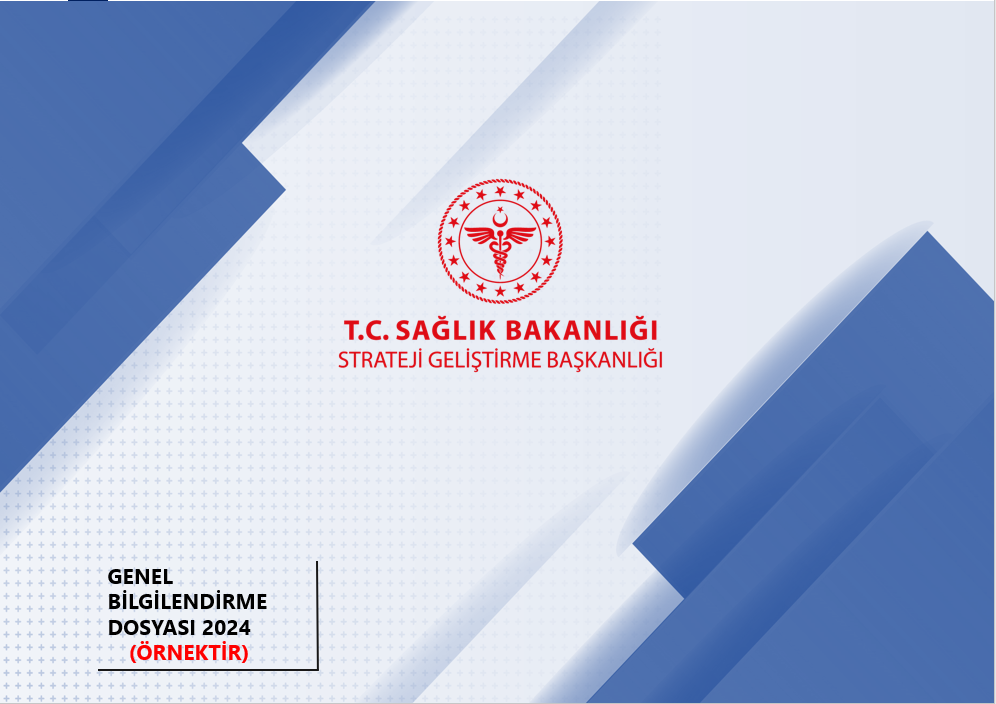 T.C. SAĞLIK BAKANLIĞI
STRATEJİ GELİŞTİRME BAŞKANLIĞI
GENEL
BİLGİLENDİRME
DOSYASI 2024
(ÖRNEKTİR)